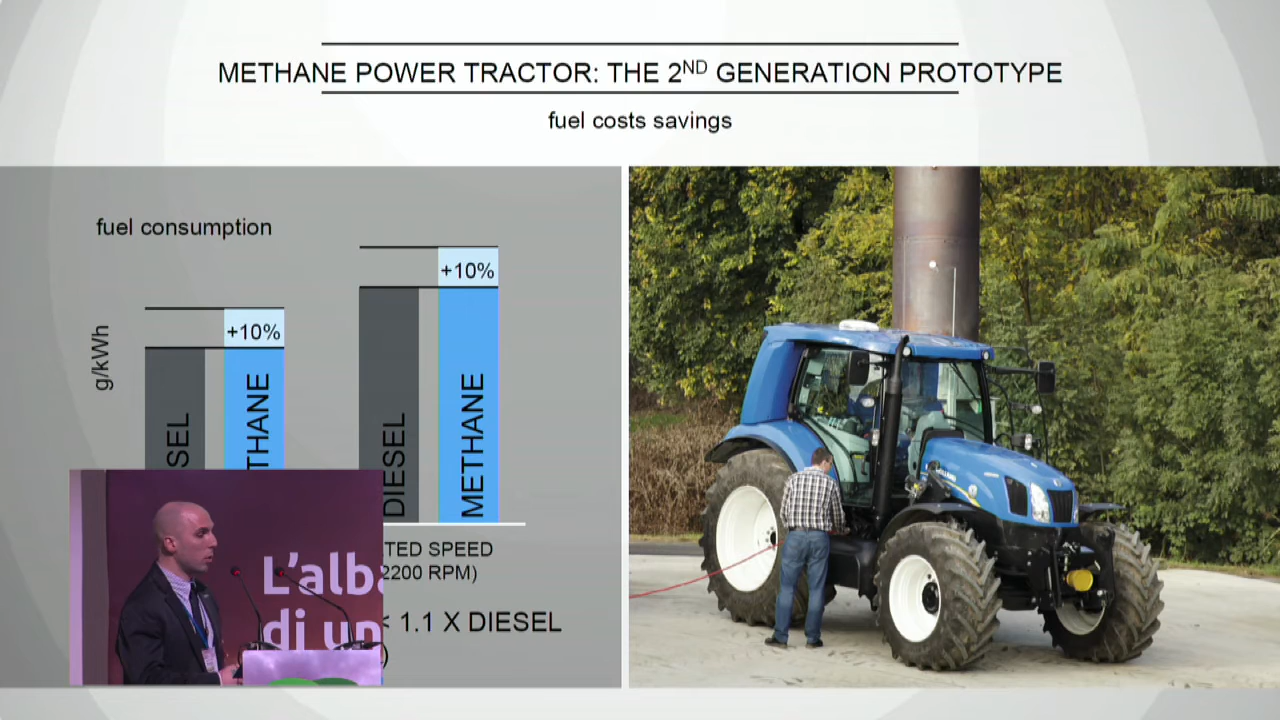 METHANE POWER TRACTOR: THE 2ND GENERATION PROTOTYPE
fuel costs savings
fuel consumption
+10%
+10%
g/kWh
METHANE
DIESEL
SEL
THANE
TED SPEED
2200 RPM)
1.1 X DIESEL
)
L'alb
di un